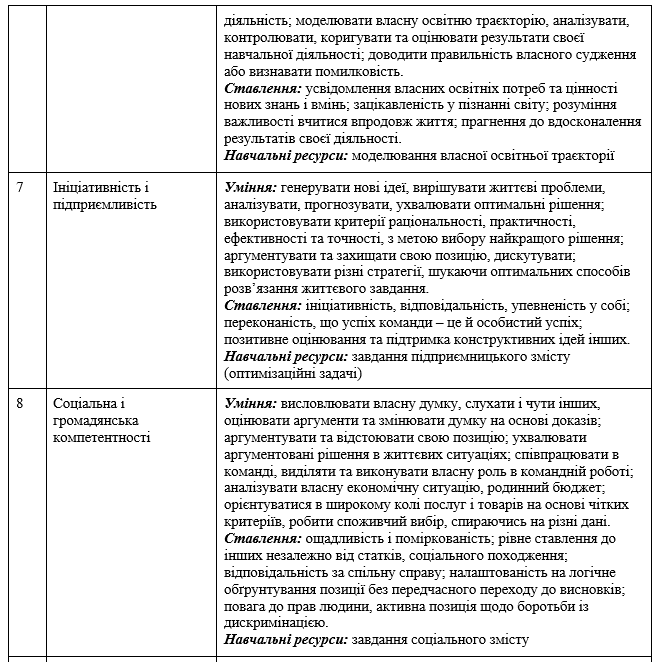 діяльність; моделювати власну освітню траєкторію, аналізувати,
контролювати, коригувати та оцінювати результати своєї
навчальної діяльності; доводити правильність власного судження
або визнавати помилковість.
Ставлення: усвідомлення власних освітніх потреб та цінності
нових знань і вмінь; зацікавленість у пізнанні світу; розуміння
важливості вчитися впродовж життя; прагнення до вдосконалення
результатів своєї діяльності.
Навчальні ресурси: моделювання власної освітньої траєкторії
7
Ініціативність і
підприємливість
Уміння: генерувати нові ідеї, вирішувати життєві проблеми,
аналізувати, прогнозувати, ухвалювати оптимальні рішення;
використовувати критерії раціональності, практичності,
ефективності та точності, з метою вибору найкращого рішення;
аргументувати та захищати свою позицію, дискутувати;
використовувати різні стратегії, шукаючи оптимальних способів
розв’язання життєвого завдання.
Ставлення: ініціативність, відповідальність, упевненість у собі;
переконаність, що успіх команди – це й особистий успіх;
позитивне оцінювання та підтримка конструктивних ідей інших.
Навчальні ресурси: завдання підприємницького змісту
(оптимізаційні задачі)
8
Соціальна і
громадянська
компетентності
Уміння: висловлювати власну думку, слухати і чути інших,
оцінювати аргументи та змінювати думку на основі доказів;
аргументувати та відстоювати свою позицію; ухвалювати
аргументовані рішення в життєвих ситуаціях; співпрацювати в
команді, виділяти та виконувати власну роль в командній роботі;
аналізувати власну економічну ситуацію, родинний бюджет;
орієнтуватися в широкому колі послуг і товарів на основі чітких
критеріїв, робити споживчий вибір, спираючись на різні дані.
Ставлення: ощадливість і поміркованість; рівне ставлення до
інших незалежно від статків, соціального походження;
відповідальність за спільну справу; налаштованість на логічне
обґрунтування позиції без передчасного переходу до висновків;
повага до прав людини, активна позиція щодо боротьби із
дискримінацією.
Навчальні ресурси: завдання соціального змісту